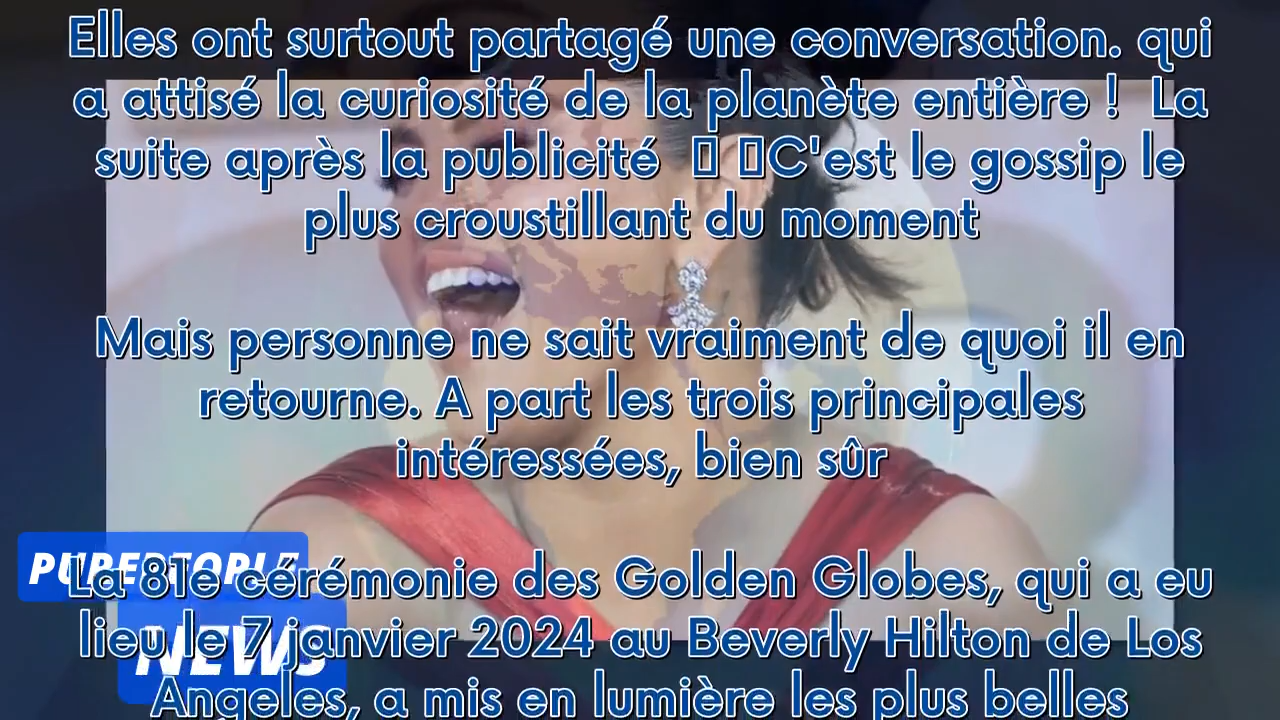 Elles ont surtout partagé une conversation. qui
a attisé la curiosité de la planète entière ! La
suite après la publicité C'est le gossip le
plus croustillant du moment
Mais personne ne sait vraiment de quoi il en
retourne. A part les trois principales
intéressées, bien sûr
PUREPEOPLE
La 81e cérémonie des Golden Globes, qui a eu
lieu le 7 janvier 2024 au Beverly Hilton de Los
NEWS
Angeles, a mis en lumière les plus belles